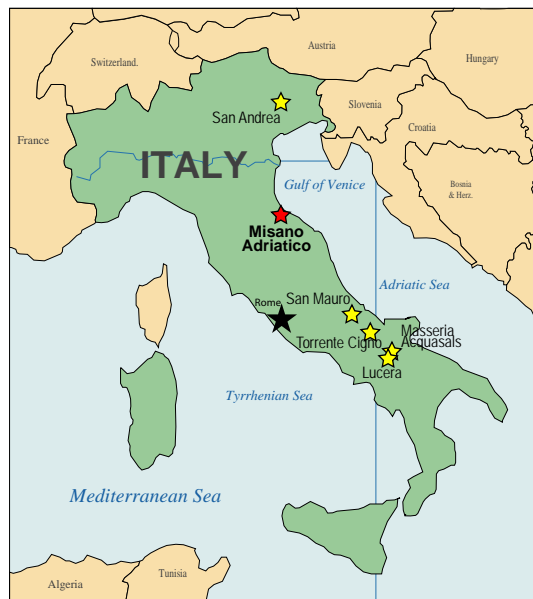 Austria
Hungary
Switzerland.
Slovenia
San Andrea
Croatia
France
ITALY
Gulf of Venice
Bosnia
& Herz.
Misano
Adriatico
Adriatic Sea
Rome
San Mauro
Masseria
Torrente Cigno
Acquasals
Lucera
Tyrrhenian Sea
Mediterranean Sea
Algeria
Tunisia